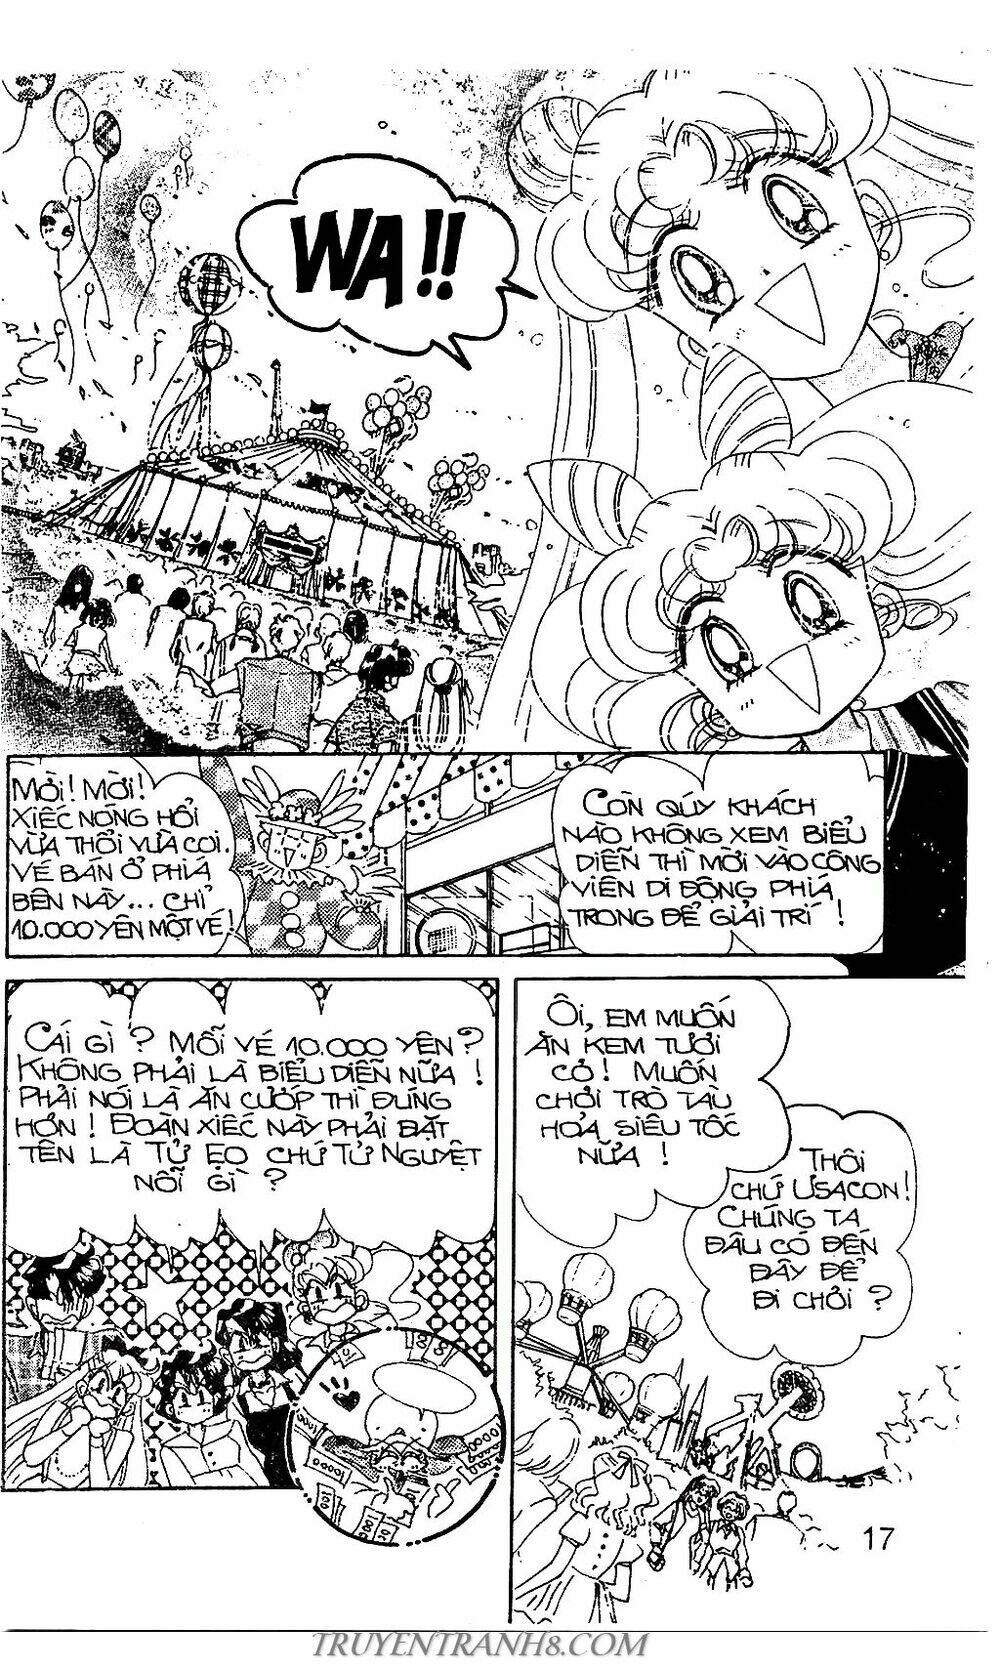 WA!!
MỜI! MỜI!
XIẾC NÓNG HỔI
VỪA THỔI VỪA COI.
VÉ BÁN Ở PHÍA
BÊN NÀY... CHỈ
10.000 YÊN MỘT VÉ!
CÒN QÚY KHÁCH
NÀO KHÔNG XEM BIỂU
DIỄN THÌ MỜI VÀO CÔNG
VIÊN DI ĐỘNG PHÍA
TRONG ĐỂ GIẢI TRÍ!
CÁI GÌ? MỖI VÉ 10.000 YÊN?
KHÔNG PHẢI LÀ BIỂU DIỄN NỮA!
PHẢI NÓI LÀ ĂN CƯỚP THÌ ĐÚNG
HƠN! ĐOÀN XIẾC NÀY PHẢI ĐẶT
TÊN LÀ TỬ ẸO CHỨ TỬ NGUYỆT
NỖI GÌ?
ÔI, EM MUỐN
ĂN KEM TƯƠI
CƠ! MUỐN
CHƠI TRÒ TÀU
HỎA SIÊU TỐC
NỮA!
THÔI
CHỨ USACON!
CHÚNG TA
ĐÂU CÓ ĐẾN
ĐÂY ĐỂ
ĐI CHƠI?
17
TRUYENTRANH8.COM